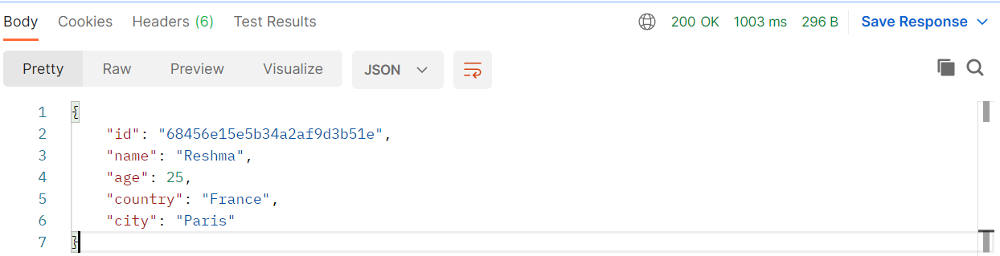 Body Cookies Headers (6) Test Results 200 OK 1003 ms 296 B Save Response
Pretty Raw Preview Visualize JSON
1 {
2 "id": "68456e15e5b34a2af9d3b51e",
3 "name": "Reshma",
4 "age": 25,
5 "country": "France",
6 "city": "Paris"
7 }